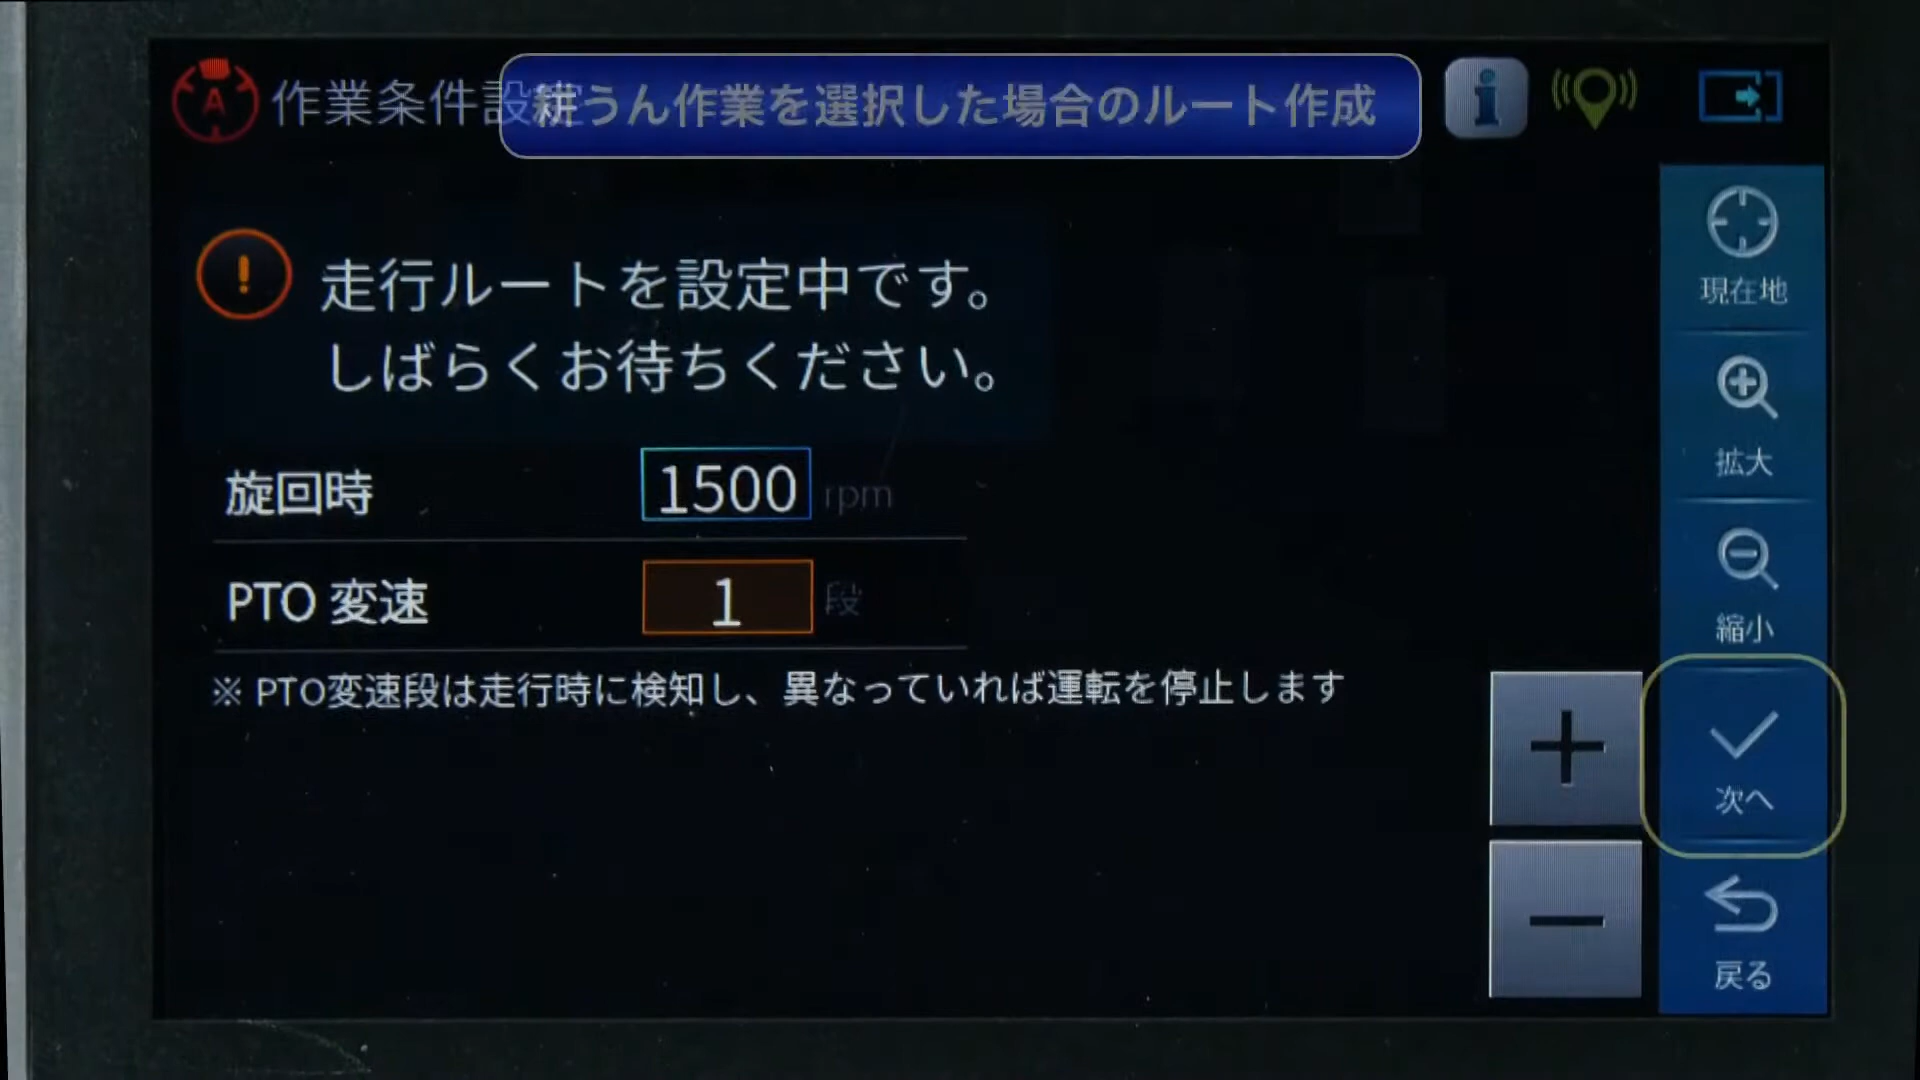 作業条件設定
耕うん作業を選択した場合のルート作成
走行ルートを設定中です。
しばらくお待ちください。
旋回時 1500 rpm
PTO 変速 1 段
※ PTO変速段は走行時に検知し、異なっていれば運転を停止します
現在地
拡大
縮小
次へ
戻る